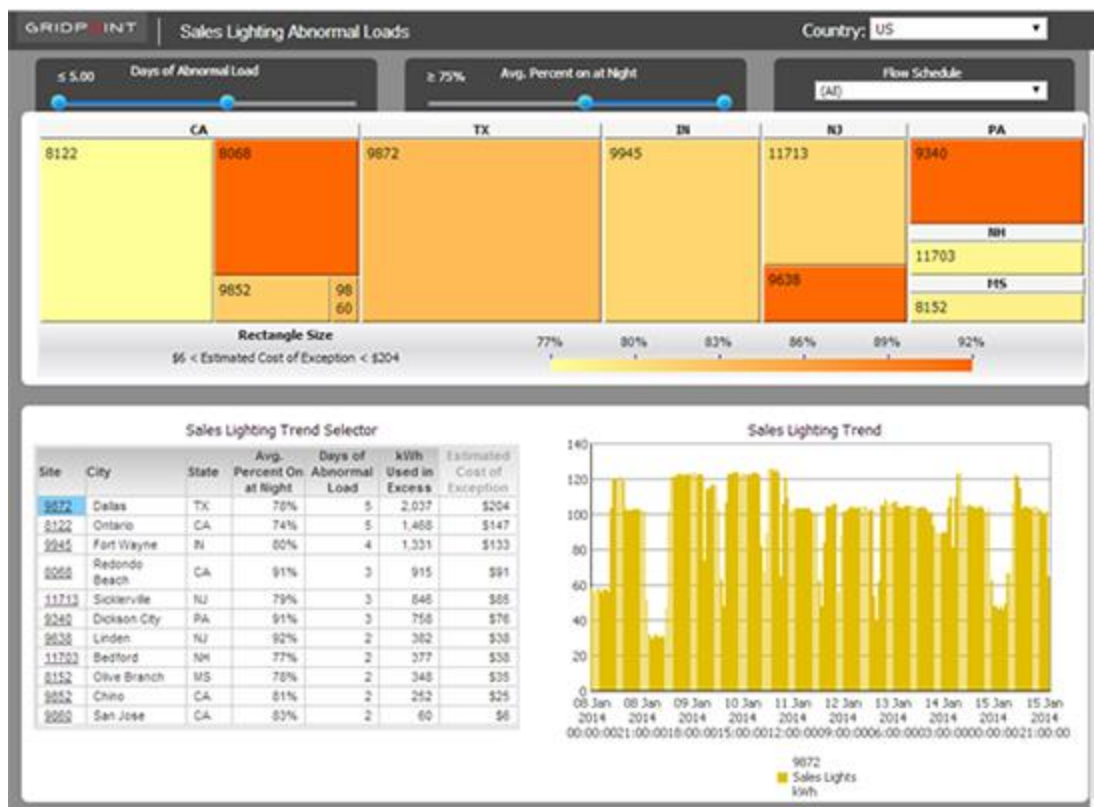 GRIDPOINT
Sales Lighting Abnormal Loads
Country: US
≤ 5.00 Days of Abnormal Load
≥ 75% Avg. Percent on at Night
Flow Schedule
(All)
CA TX IN NJ PA
8122 8068 9872 9945 11713 9340
NH
11703
9852 98 60
9638
MS
8152
Rectangle Size
$6 < Estimated Cost of Exception < $204
77% 80% 83% 86% 89% 92%
Sales Lighting Trend Selector
Site City State Avg. Percent On at Night Days of Abnormal Load kWh Used in Excess Estimated Cost of Exception
9872 Dallas TX 78% 5 2,037 $204
8122 Ontario CA 74% 5 1,468 $147
9945 Fort Wayne IN 80% 4 1,331 $133
8068 Redondo Beach CA 91% 3 915 $91
11713 Sicklerville NJ 79% 3 846 $85
9340 Dickson City PA 91% 3 758 $76
9638 Linden NJ 92% 2 382 $38
11703 Bedford NH 77% 2 377 $38
8152 Olive Branch MS 78% 2 348 $35
9852 Chino CA 81% 2 252 $25
9860 San Jose CA 83% 2 60 $6
Sales Lighting Trend
140
120
100
80
60
40
20
0
08 Jan 08 Jan 09 Jan 10 Jan 11 Jan 12 Jan 13 Jan 14 Jan 15 Jan 15 Jan
2014 2014 2014 2014 2014 2014 2014 2014 2014 2014
00:00:00 21:00:00 18:00:00 15:00:00 12:00:00 09:00:00 06:00:00 03:00:00 00:00:00 21:00:00
9872
Sales Lights
kWh